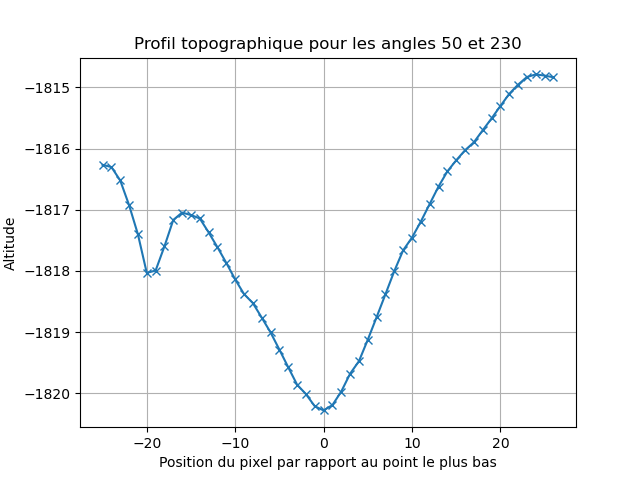 Profil topographique pour les angles 50 et 230
Altitude
−1815
−1816
−1817
−1818
−1819
−1820
−20 −10 0 10 20
Position du pixel par rapport au point le plus bas